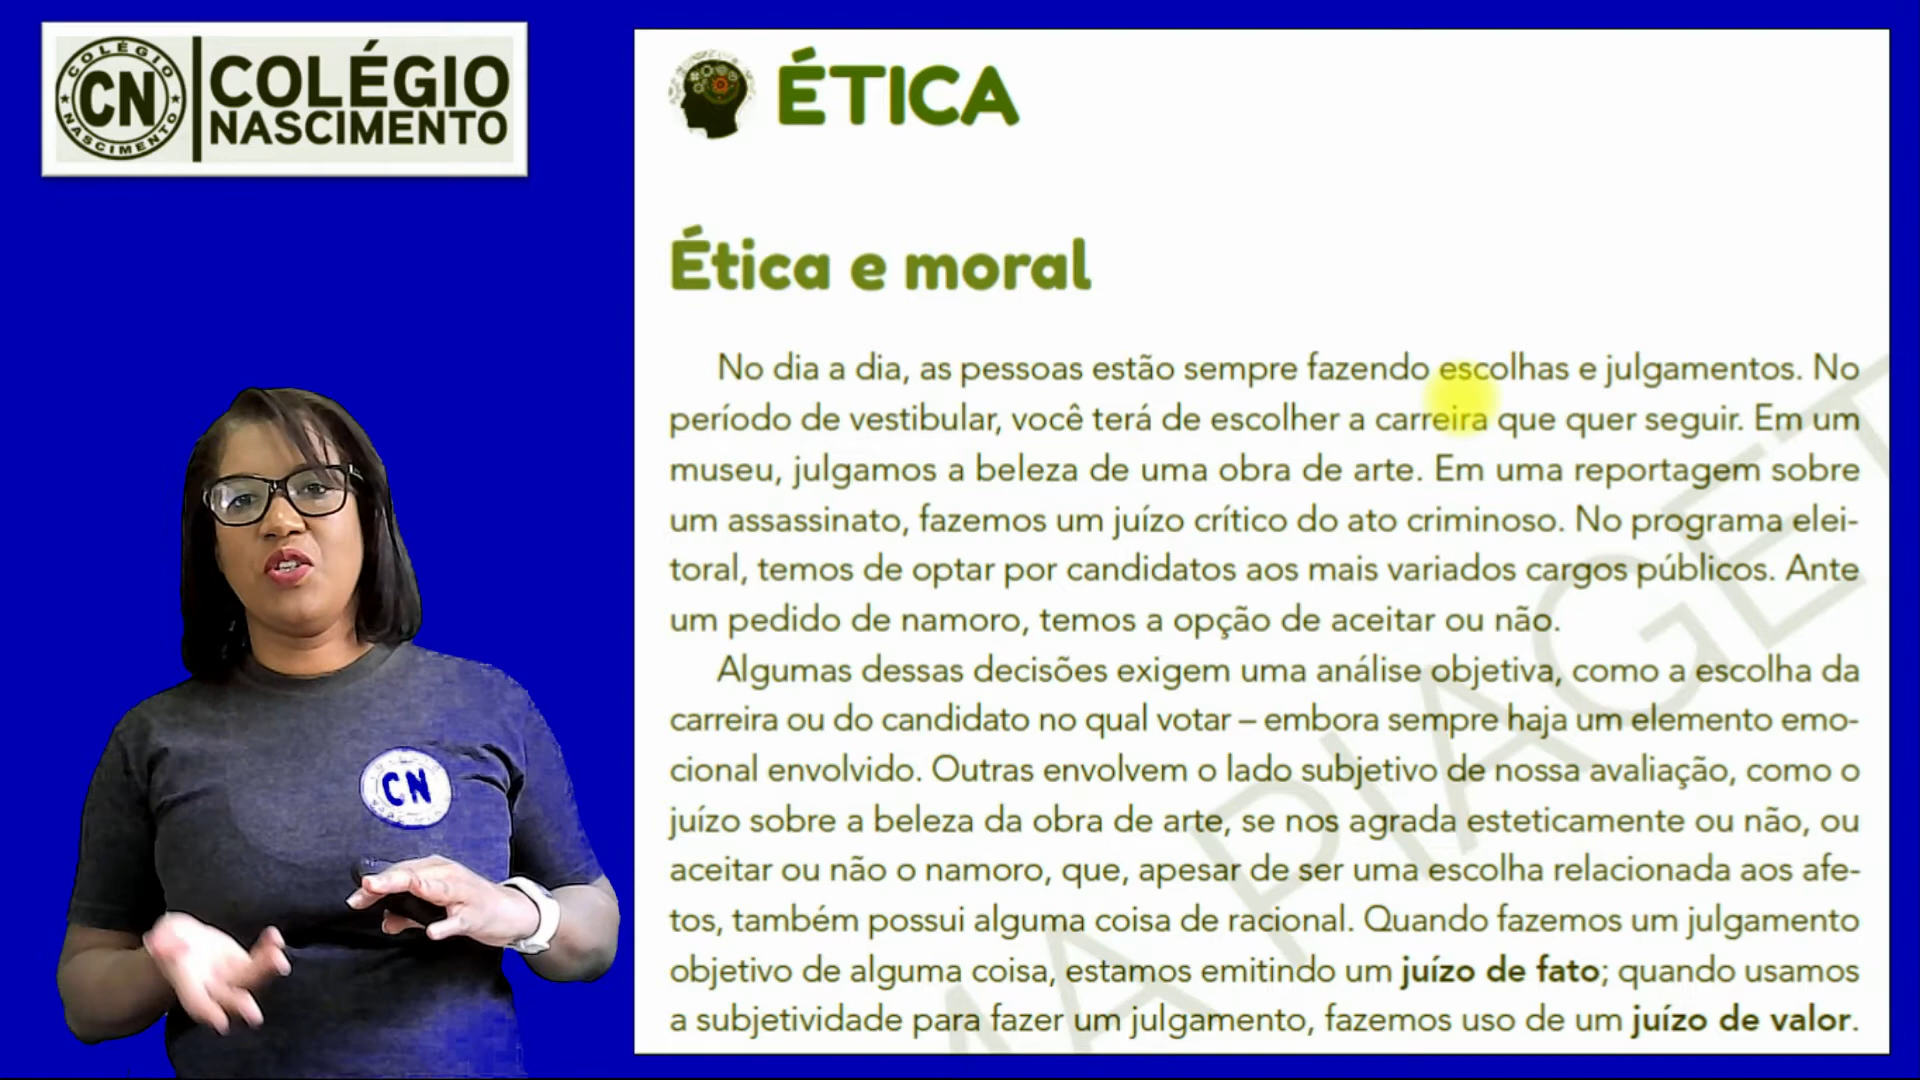 COLÉGIO
NASCIMENTO
CN
COLÉGIO
NASCIMENTO
ÉTICA
Ética e moral
No dia a dia, as pessoas estão sempre fazendo escolhas e julgamentos. No
período de vestibular, você terá de escolher a carreira que quer seguir. Em um
museu, julgamos a beleza de uma obra de arte. Em uma reportagem sobre
um assassinato, fazemos um juízo crítico do ato criminoso. No programa elei-
toral, temos de optar por candidatos aos mais variados cargos públicos. Ante
um pedido de namoro, temos a opção de aceitar ou não.
Algumas dessas decisões exigem uma análise objetiva, como a escolha da
carreira ou do candidato no qual votar – embora sempre haja um elemento emo-
cional envolvido. Outras envolvem o lado subjetivo de nossa avaliação, como o
juízo sobre a beleza da obra de arte, se nos agrada esteticamente ou não, ou
aceitar ou não o namoro, que, apesar de ser uma escolha relacionada aos afe-
tos, também possui alguma coisa de racional. Quando fazemos um julgamento
objetivo de alguma coisa, estamos emitindo um juízo de fato; quando usamos
a subjetividade para fazer um julgamento, fazemos uso de um juízo de valor.
MA PIAGET
CN